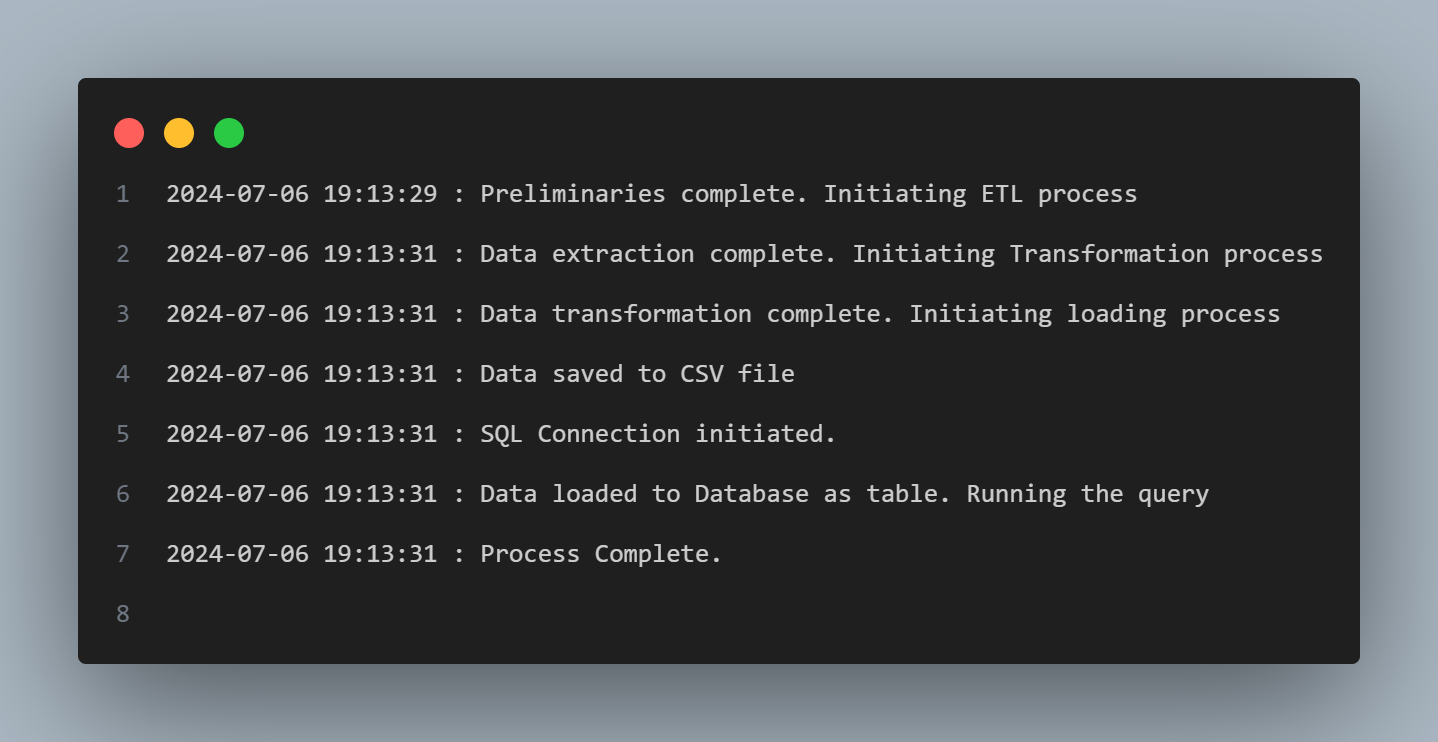 1 2024-07-06 19:13:29 : Preliminaries complete. Initiating ETL process
2 2024-07-06 19:13:31 : Data extraction complete. Initiating Transformation process
3 2024-07-06 19:13:31 : Data transformation complete. Initiating loading process
4 2024-07-06 19:13:31 : Data saved to CSV file
5 2024-07-06 19:13:31 : SQL Connection initiated.
6 2024-07-06 19:13:31 : Data loaded to Database as table. Running the query
7 2024-07-06 19:13:31 : Process Complete.
8